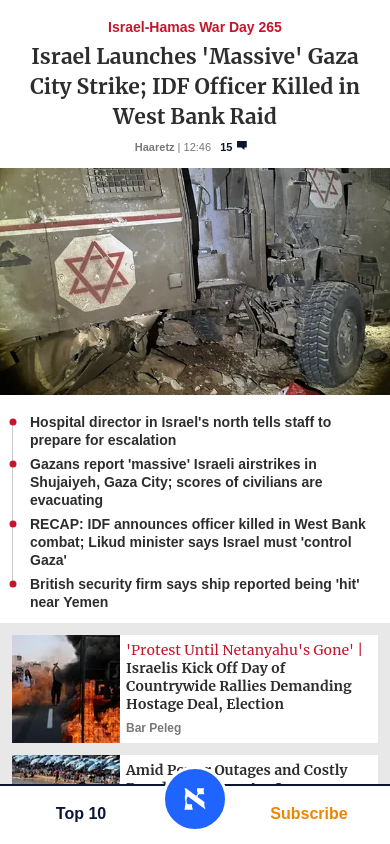 Israel-Hamas War Day 265
Israel Launches 'Massive' Gaza
City Strike; IDF Officer Killed in
West Bank Raid
Haaretz | 12:46 15
Hospital director in Israel's north tells staff to
prepare for escalation
Gazans report 'massive' Israeli airstrikes in
Shujaiyeh, Gaza City; scores of civilians are
evacuating
RECAP: IDF announces officer killed in West Bank
combat; Likud minister says Israel must 'control
Gaza'
British security firm says ship reported being 'hit'
near Yemen
'Protest Until Netanyahu's Gone' |
Israelis Kick Off Day of
Countrywide Rallies Demanding
Hostage Deal, Election
Bar Peleg
Amid Power Outages and Costly
Top 10
Subscribe